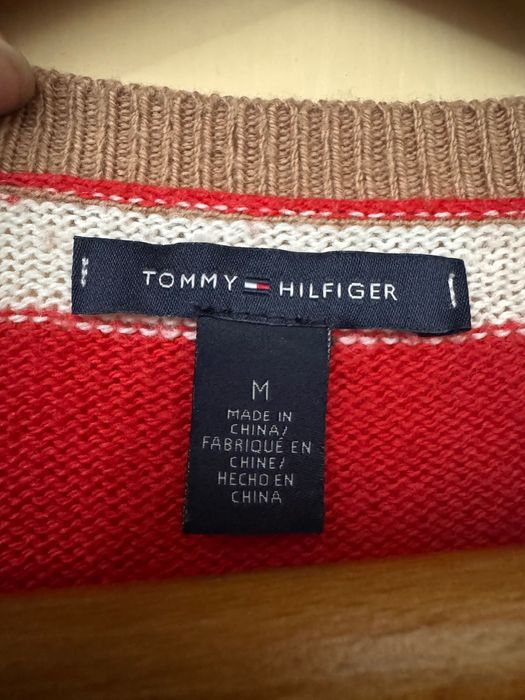 TOMMY HILFIGER
M
MADE IN
CHINA/
FABRIQUÉ EN
CHINE/
HECHO EN
CHINA